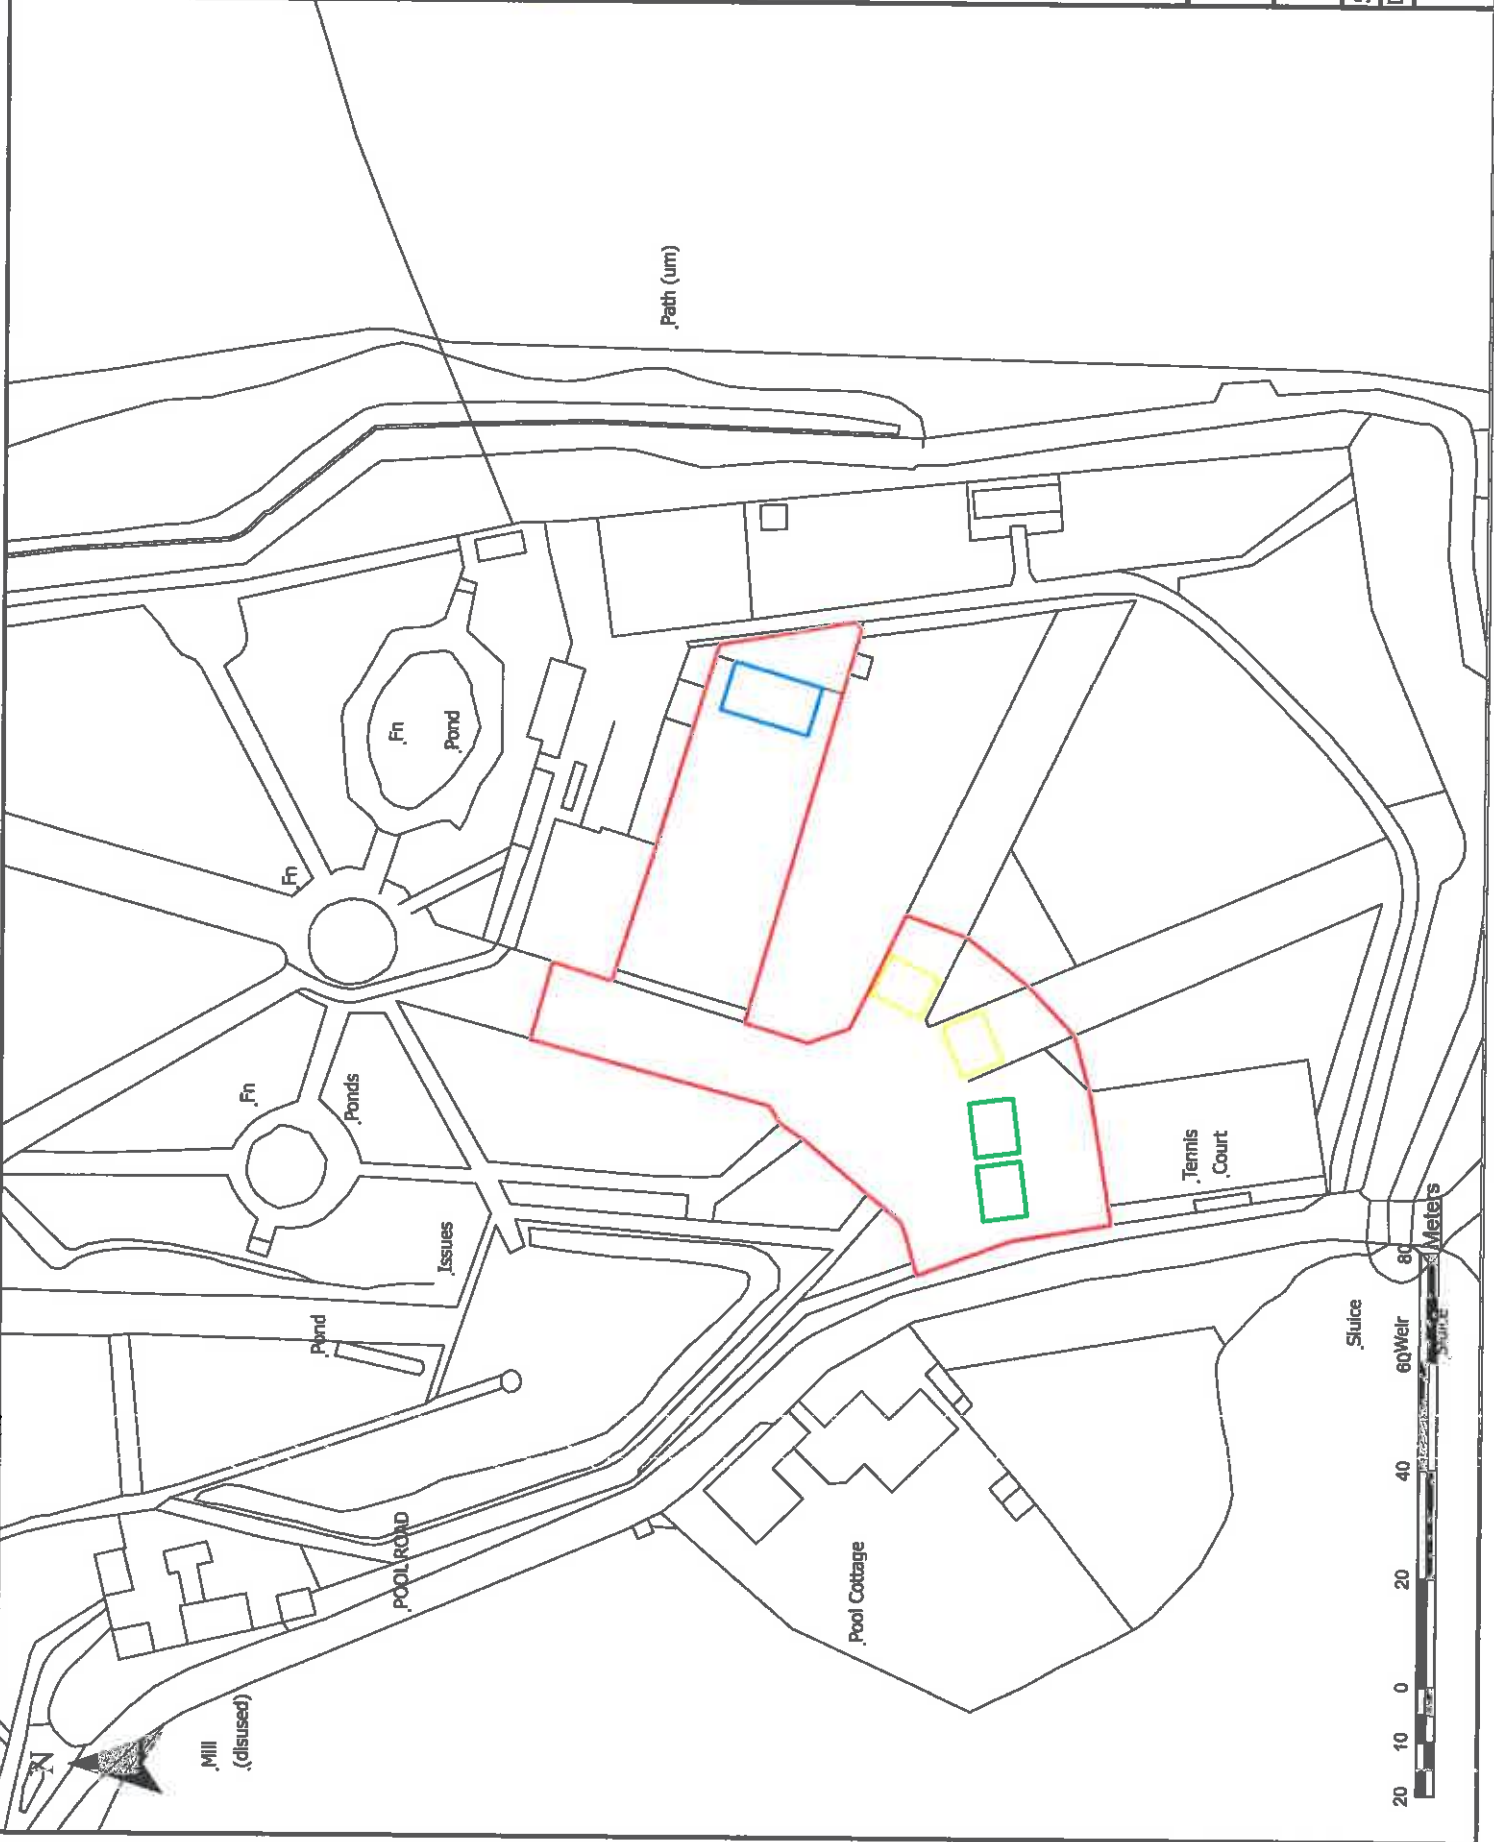 N
.Mill
.(disused)
.POOL ROAD
.Pond
.Issues
.Fn
.Ponds
.Fn
.Fn
.Pond
.Path (um)
.Pool Cottage
.Tennis
.Court
.Sluice
Weir
Sluice
20 10 0 20 40 60 80
Meters